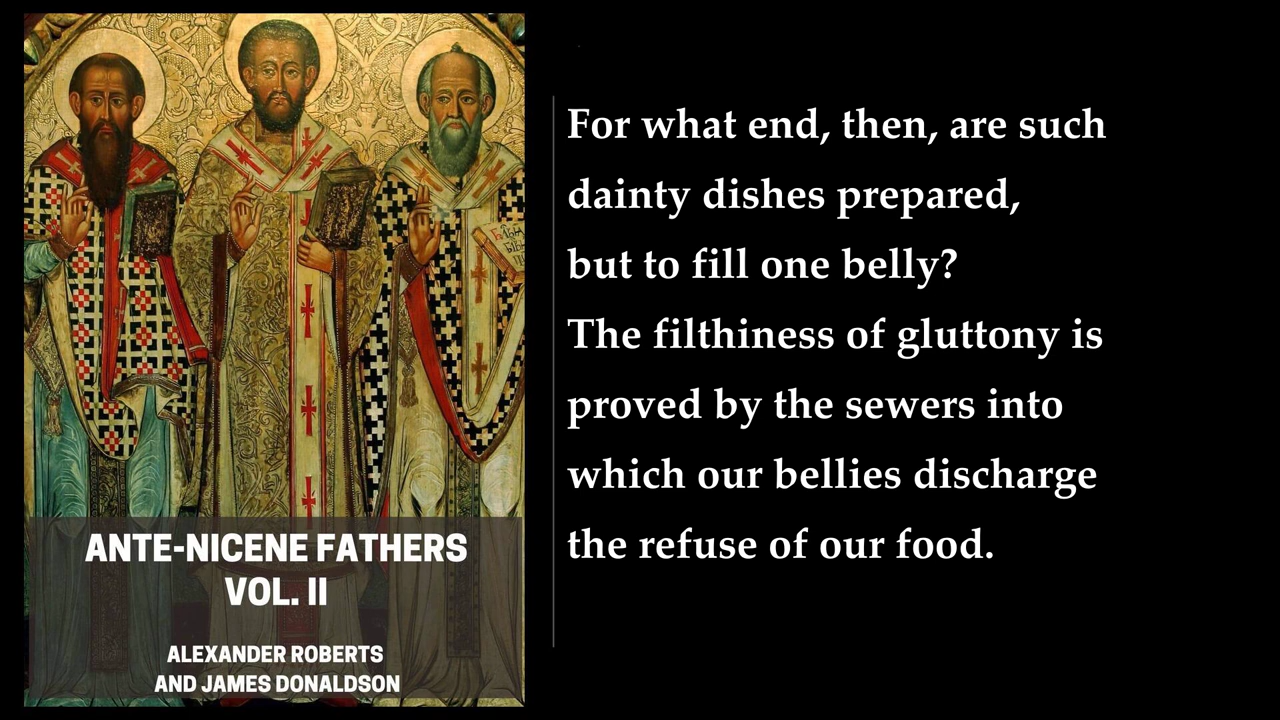 ANTE-NICENE FATHERS
VOL. II
ALEXANDER ROBERTS
AND JAMES DONALDSON
For what end, then, are such
dainty dishes prepared,
but to fill one belly?
The filthiness of gluttony is
proved by the sewers into
which our bellies discharge
the refuse of our food.